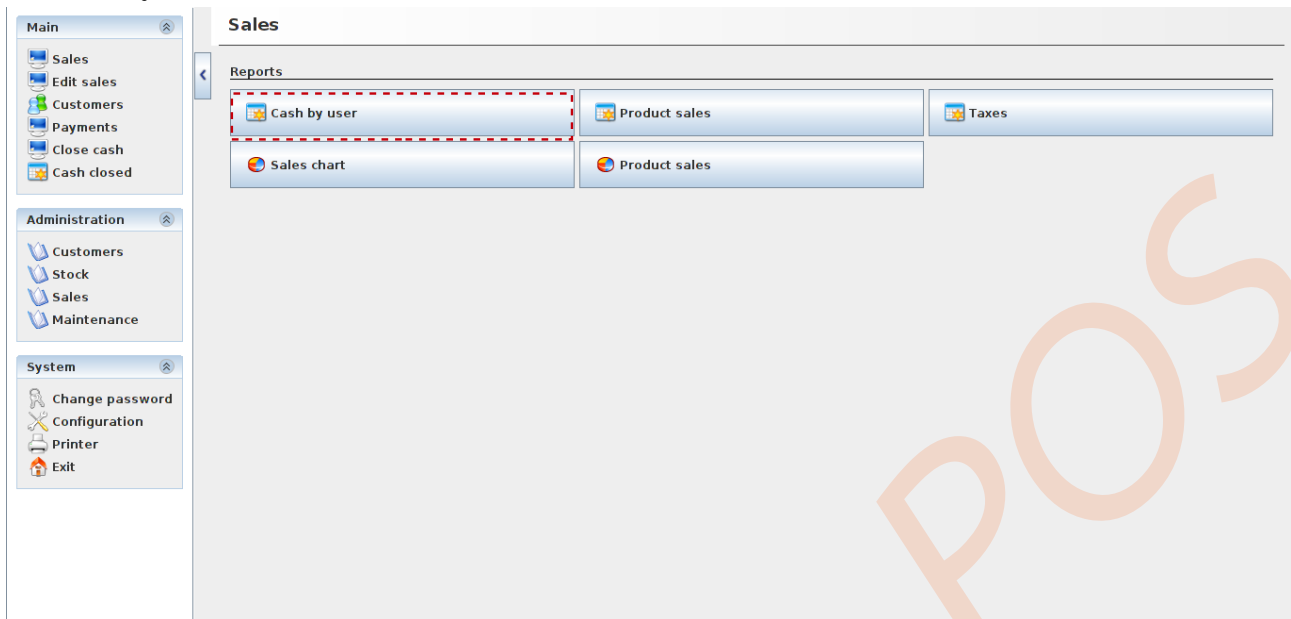 Main
Sales
Edit sales
Customers
Payments
Close cash
Cash closed
Administration
Customers
Stock
Sales
Maintenance
System
Change password
Configuration
Printer
Exit
Sales
Reports
Cash by user
Product sales
Taxes
Sales chart
Product sales
POS